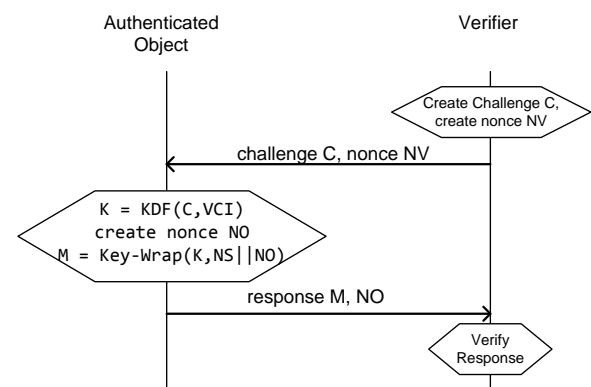 Authenticated
Object
Verifier
Create Challenge C,
create nonce NV
challenge C, nonce NV
K = KDF(C,VCI)
create nonce NO
M = Key-Wrap(K,NS||NO)
response M, NO
Verify
Response